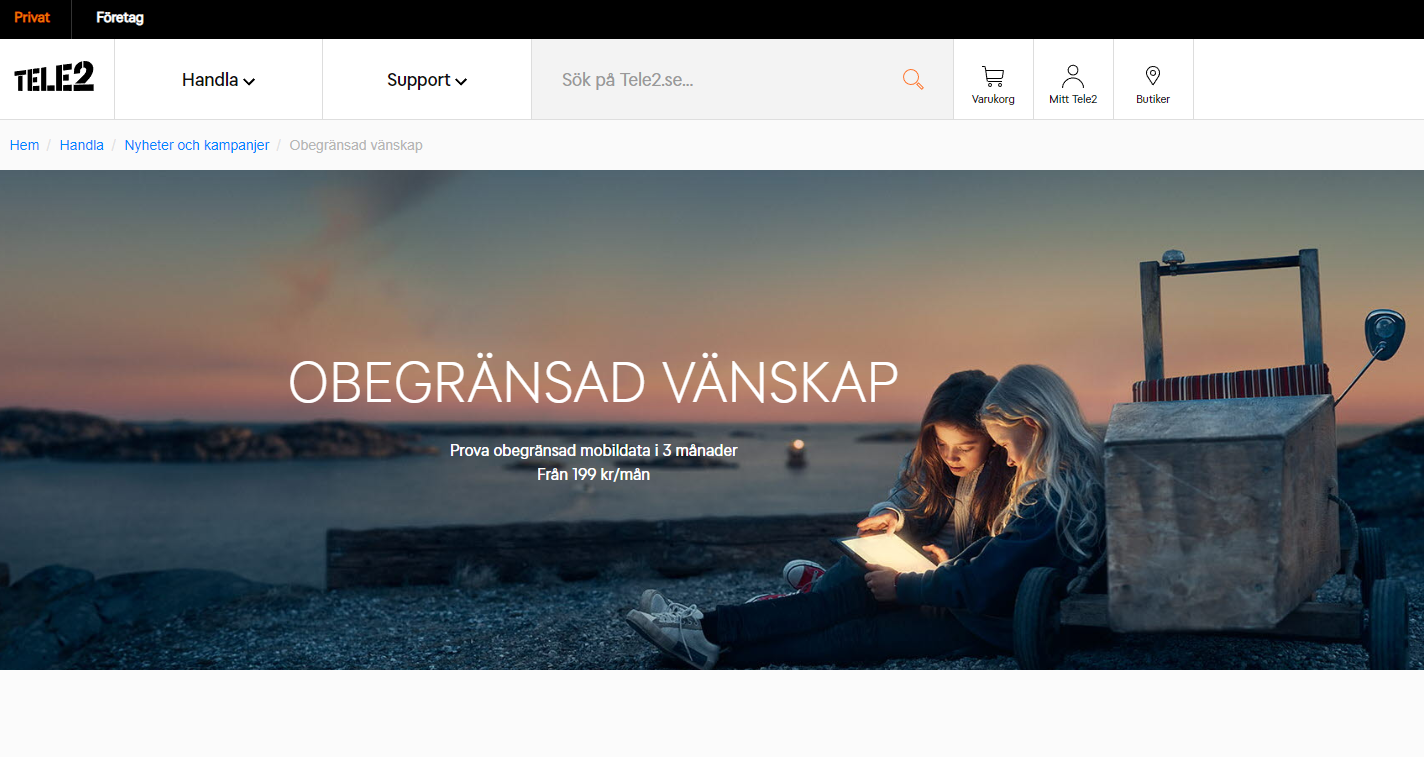 Privat Företag
TELE2 Handla Support Sök på Tele2.se... Varukorg Mitt Tele2 Butiker
Hem / Handla / Nyheter och kampanjer / Obegränsad vänskap
OBEGRÄNSAD VÄNSKAP
Prova obegränsad mobildata i 3 månader
Från 199 kr/mån